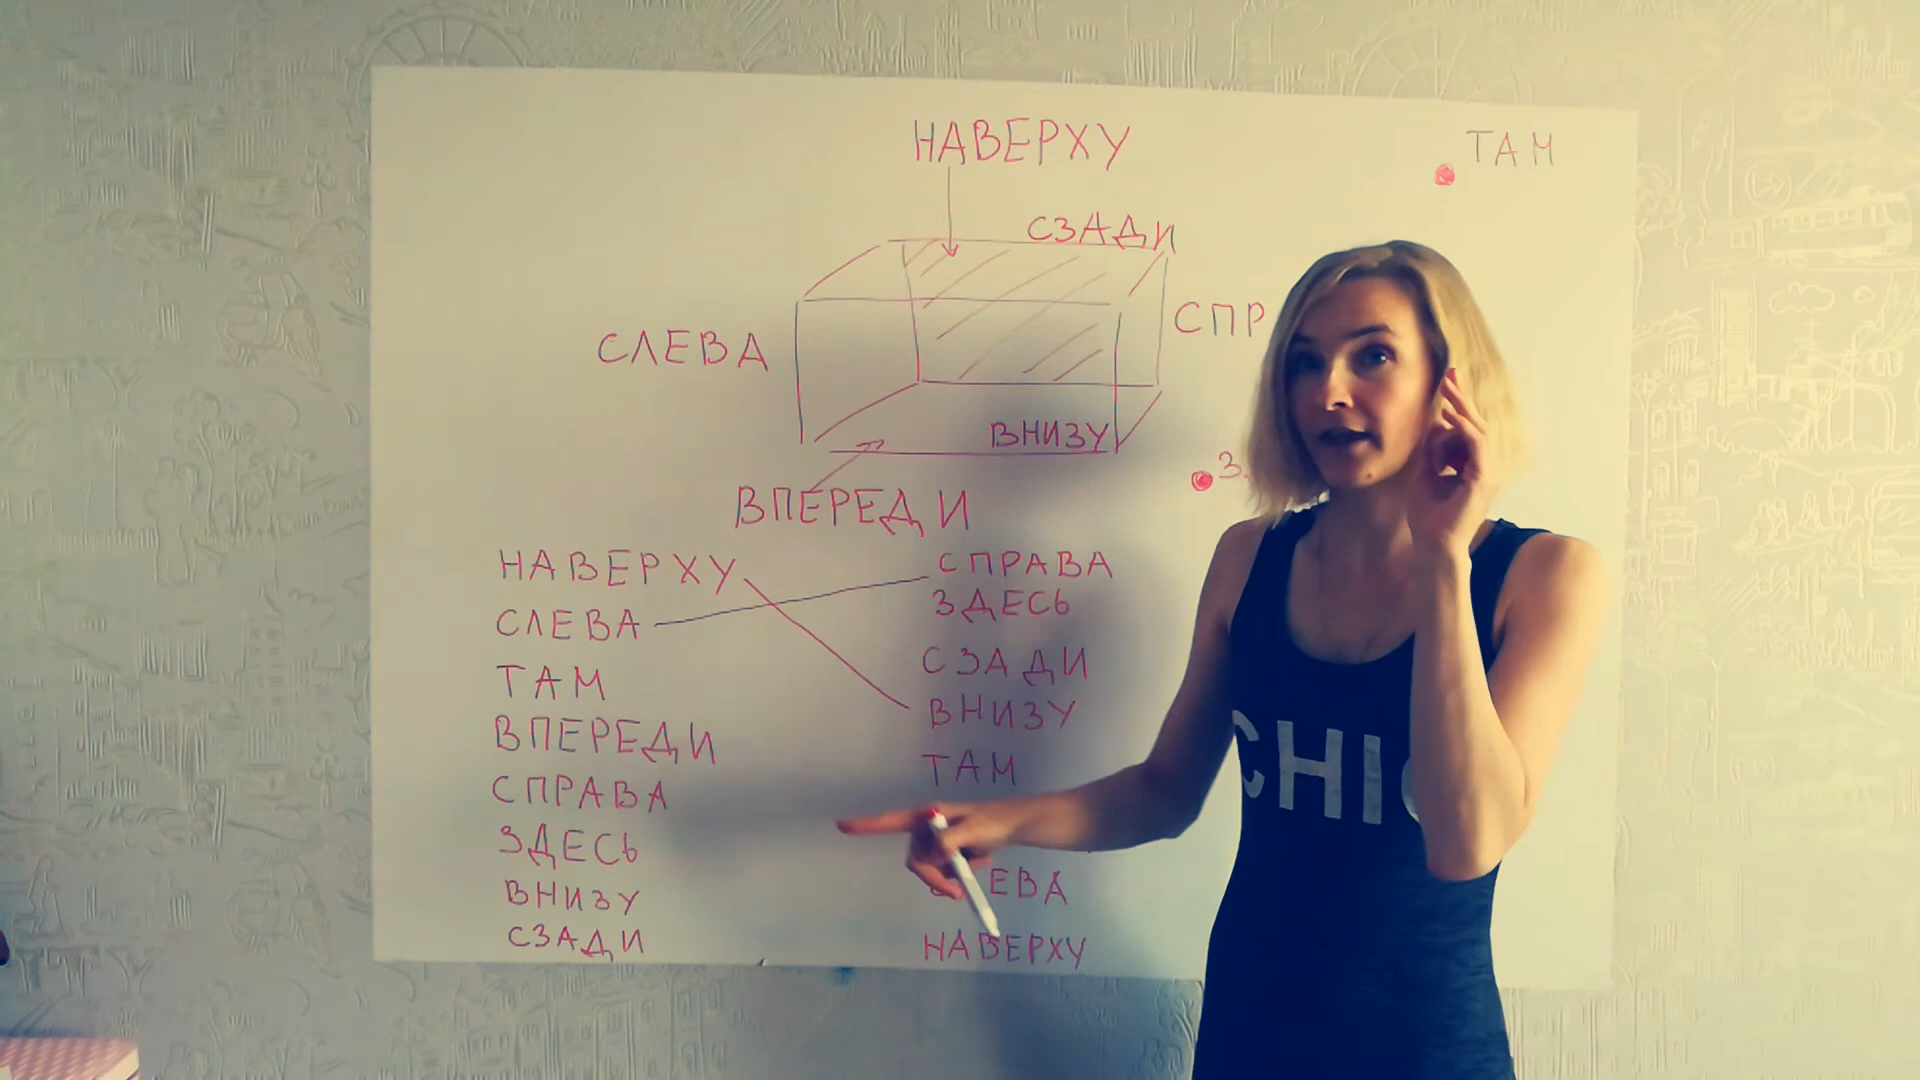 НАВЕРХУ
ТАМ
СЗАДИ
СЛЕВА
СПР
ВНИЗУ
З
ВПЕРЕДИ
НАВЕРХУ
СЛЕВА
ТАМ
ВПЕРЕДИ
СПРАВА
ЗДЕСЬ
ВНИЗУ
СЗАДИ
СПРАВА
ЗДЕСЬ
СЗАДИ
ВНИЗУ
ТАМ
ЕВА
НАВЕРХУ
CHI